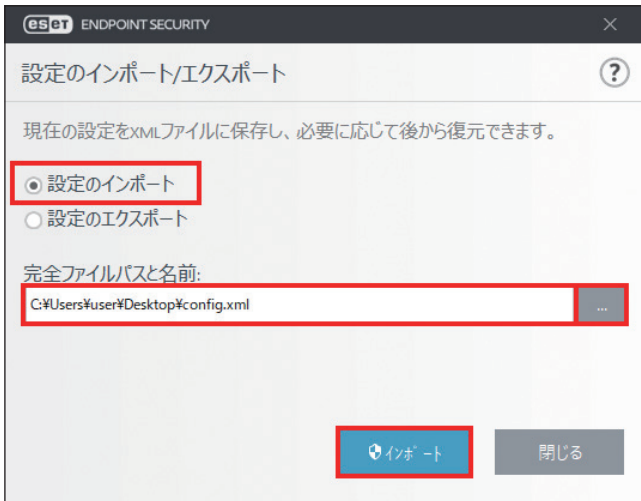 eset ENDPOINT SECURITY
設定のインポート/エクスポート
?
現在の設定をXMLファイルに保存し、必要に応じて後から復元できます。
設定のインポート
設定のエクスポート
完全ファイルパスと名前:
C:¥Users¥user¥Desktop¥config.xml
...
インポート
閉じる